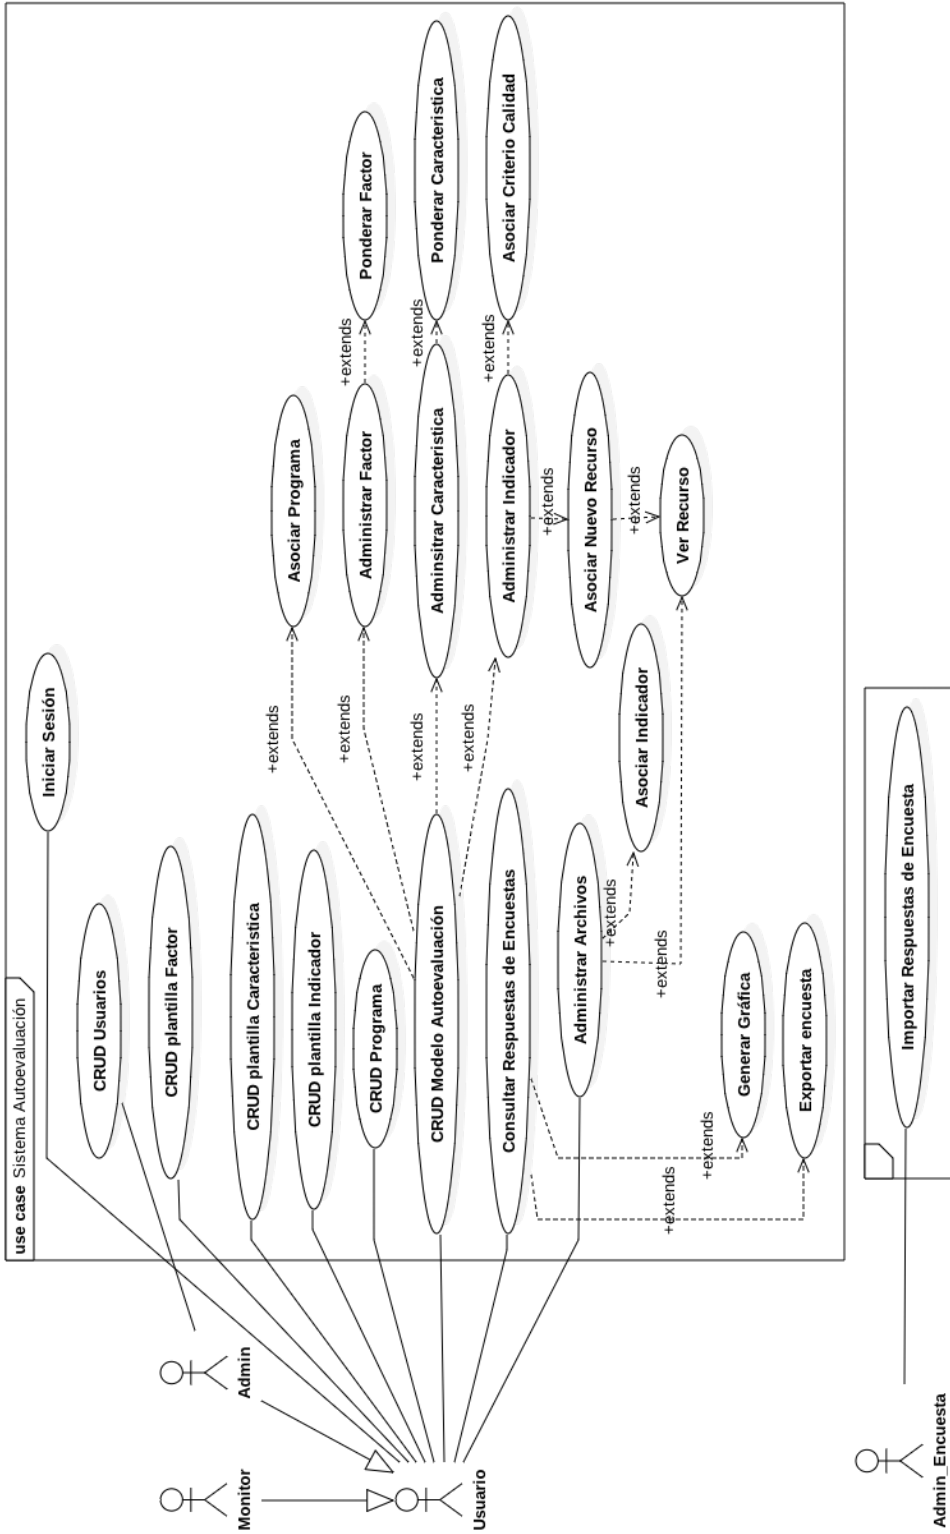 use case Sistema Autoevaluación
Iniciar Sesión
CRUD Usuarios
CRUD plantilla Factor
CRUD plantilla Caracteristica
CRUD plantilla Indicador
CRUD Programa
CRUD Modelo Autoevaluación
Consultar Respuestas de Encuestas
Administrar Archivos
Generar Gráfica
Exportar encuesta
Asociar Programa
Administrar Factor
Adminsitrar Caracteristica
Administrar Indicador
Asociar Nuevo Recurso
Ver Recurso
Asociar Indicador
Ponderar Factor
Ponderar Caracteristica
Asociar Criterio Calidad
+extends
+extends
+extends
+extends
+extends
+extends
+extends
+extends
+extends
+extends
+extends
+extends
+extends
Admin
Monitor
Usuario
Importar Respuestas de Encuesta
Admin_Encuesta